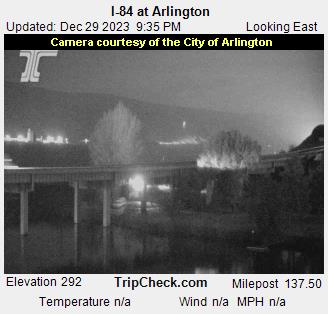 I-84 at Arlington
Updated: Dec 29 2023 9:35 PM Looking East
Camera courtesy of the City of Arlington
Elevation 292 TripCheck.com Milepost 137.50
Temperature n/a Wind n/a MPH n/a